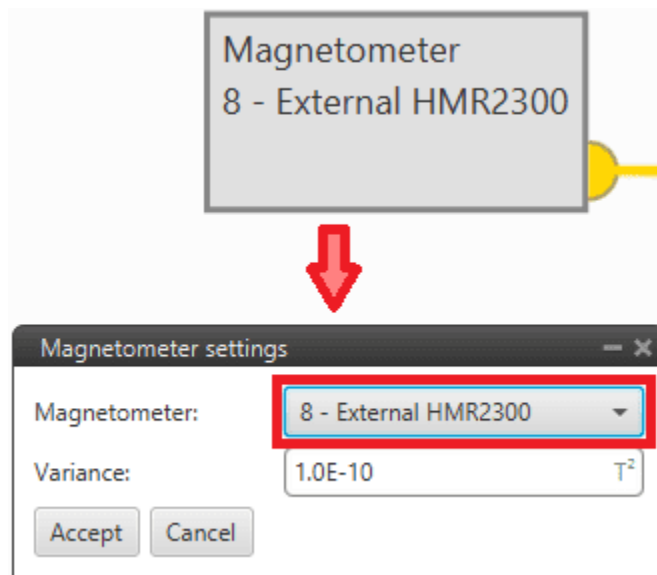 Magnetometer
8 - External HMR2300
Magnetometer settings
Magnetometer: 8 - External HMR2300
Variance: 1.0E-10 T²
Accept Cancel